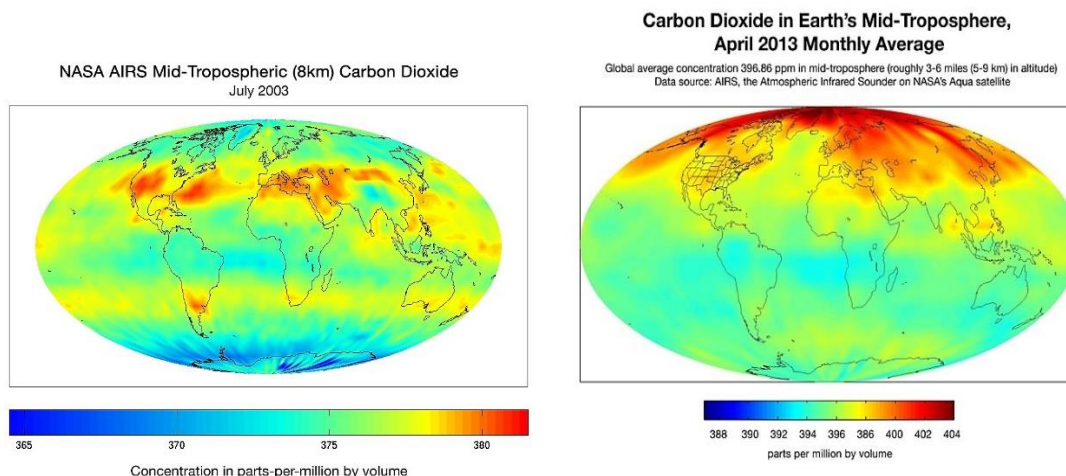 NASA AIRS Mid-Tropospheric (8km) Carbon Dioxide
July 2003
365 370 375 380
Concentration in parts-per-million by volume
Carbon Dioxide in Earth's Mid-Troposphere,
April 2013 Monthly Average
Global average concentration 396.86 ppm in mid-troposphere (roughly 3-6 miles (5-9 km) in altitude)
Data source: AIRS, the Atmospheric Infrared Sounder on NASA's Aqua satellite
388 390 392 394 396 398 400 402 404
parts per million by volume